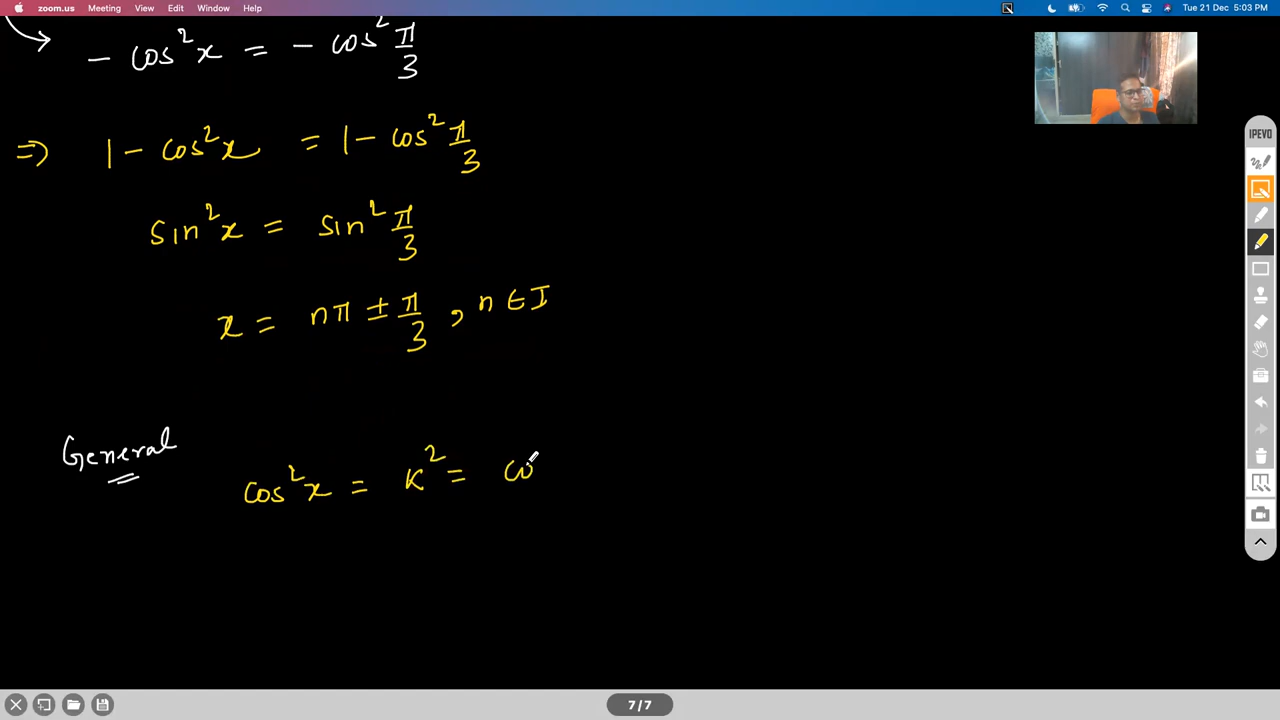 zoom.us Meeting View Edit Window Help Tue 21 Dec 5:03 PM
- cos²x = - cos² π/3
⇒ 1 - cos²x = 1 - cos² π/3
sin²x = sin² π/3
x = nπ ± π/3 , n ∈ I
IPEVO
General
cos²x = K² = co
7/7